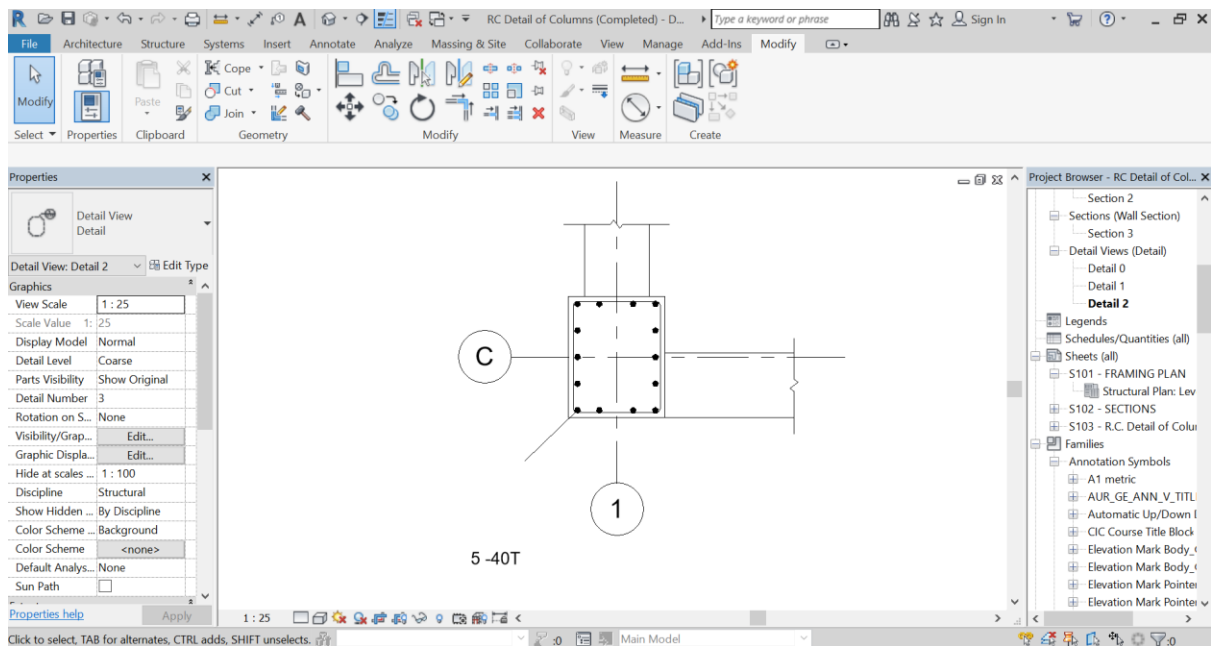 RC Detail of Columns (Completed) - D... Type a keyword or phrase Sign In
File Architecture Structure Systems Insert Annotate Analyze Massing & Site Collaborate View Manage Add-Ins Modify
Modify Paste Cope Cut Join
Select Properties Clipboard Geometry Modify View Measure Create
Properties
Detail View
Detail
Detail View: Detail 2 Edit Type
Graphics
View Scale 1 : 25
Scale Value 1: 25
Display Model Normal
Detail Level Coarse
Parts Visibility Show Original
Detail Number 3
Rotation on S... None
Visibility/Grap... Edit...
Graphic Displa... Edit...
Hide at scales ... 1 : 100
Discipline Structural
Show Hidden ... By Discipline
Color Scheme ... Background
Color Scheme <none>
Default Analys... None
Sun Path
Properties help Apply
C
1
5 -40T
1 : 25
Project Browser - RC Detail of Col...
Section 2
Sections (Wall Section)
Section 3
Detail Views (Detail)
Detail 0
Detail 1
Detail 2
Legends
Schedules/Quantities (all)
Sheets (all)
S101 - FRAMING PLAN
Structural Plan: Lev
S102 - SECTIONS
S103 - R.C. Detail of Colu
Families
Annotation Symbols
A1 metric
AUR_GE_ANN_V_TITL
Automatic Up/Down
CIC Course Title Block
Elevation Mark Body_
Elevation Mark Body_
Elevation Mark Pointer
Elevation Mark Pointer
Click to select, TAB for alternates, CTRL adds, SHIFT unselects. :0 Main Model :0